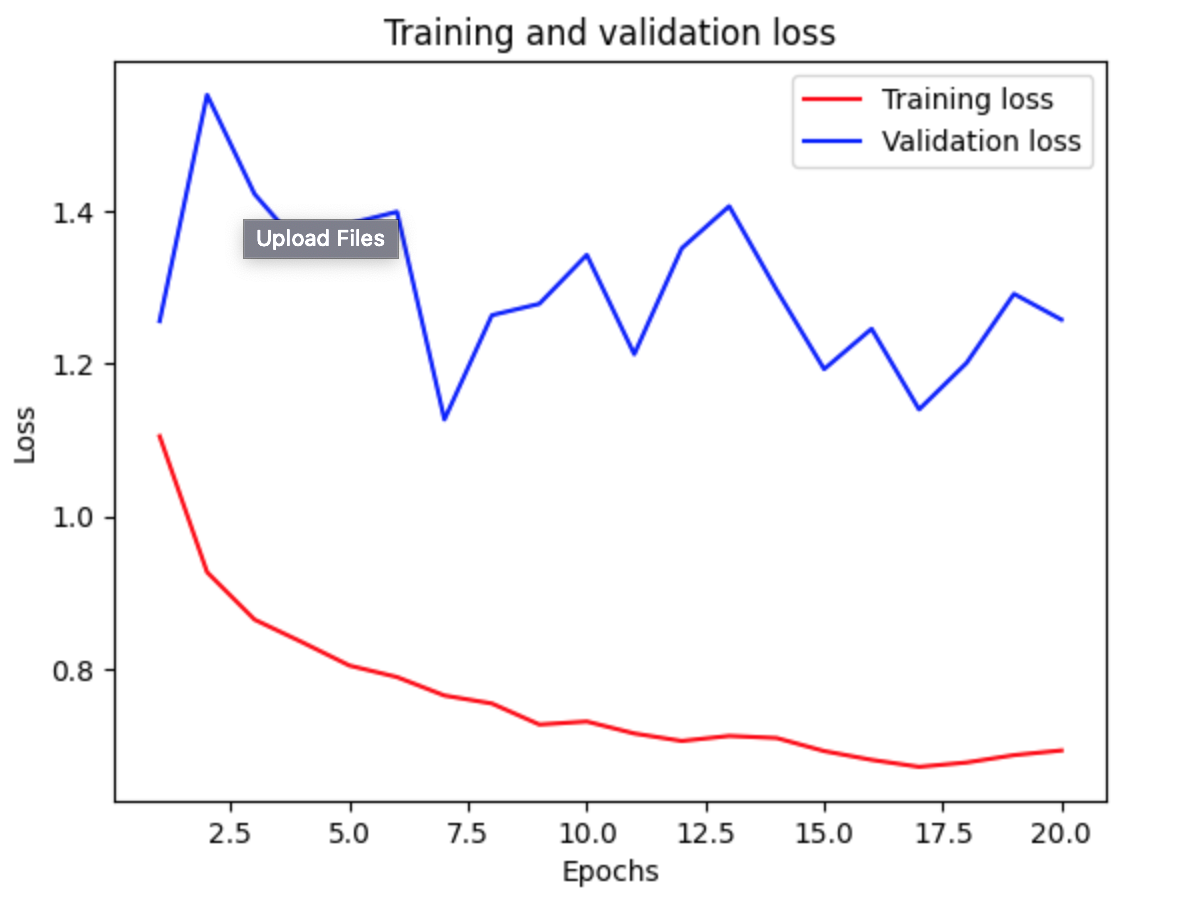 Training and validation loss
Training loss
Validation loss
1.4
Upload Files
1.2
Loss
1.0
0.8
2.5 5.0 7.5 10.0 12.5 15.0 17.5 20.0
Epochs